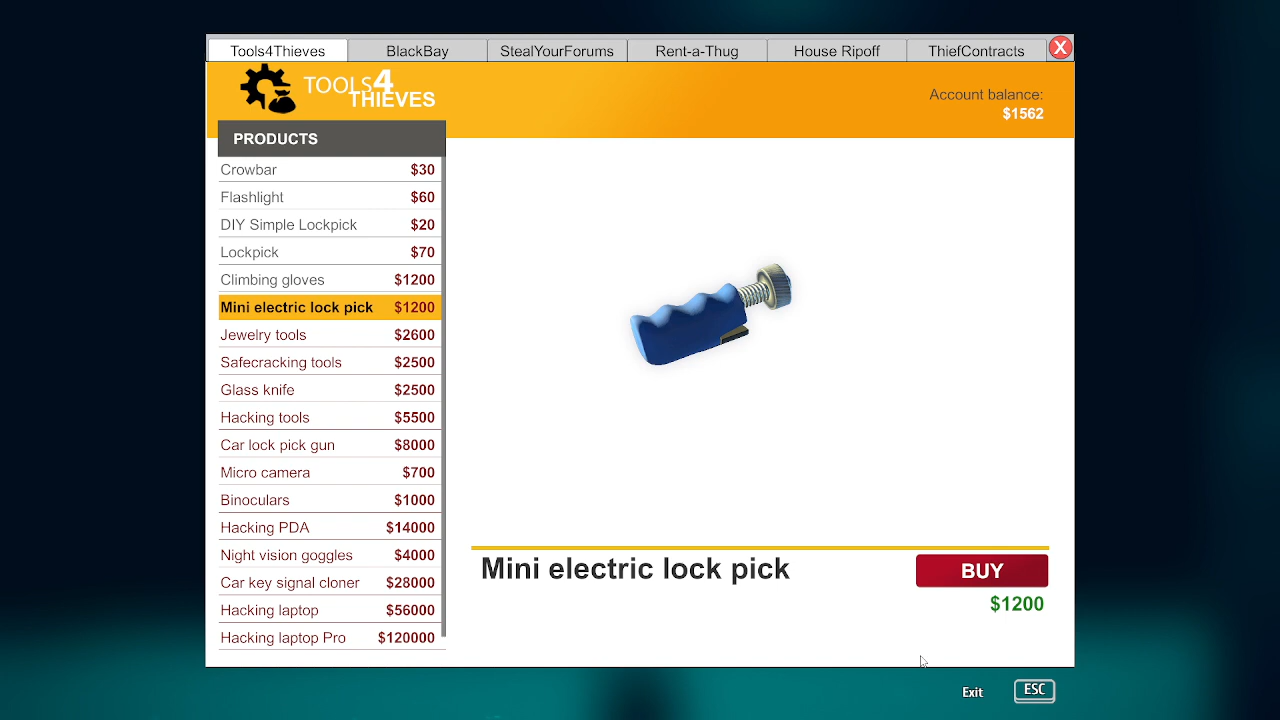 Tools4Thieves BlackBay StealYourForums Rent-a-Thug House Ripoff ThiefContracts X
TOOLS4
THIEVES
Account balance:
$1562
PRODUCTS
Crowbar $30
Flashlight $60
DIY Simple Lockpick $20
Lockpick $70
Climbing gloves $1200
Mini electric lock pick $1200
Jewelry tools $2600
Safecracking tools $2500
Glass knife $2500
Hacking tools $5500
Car lock pick gun $8000
Micro camera $700
Binoculars $1000
Hacking PDA $14000
Night vision goggles $4000
Car key signal cloner $28000
Hacking laptop $56000
Hacking laptop Pro $120000
Mini electric lock pick BUY
$1200
Exit ESC